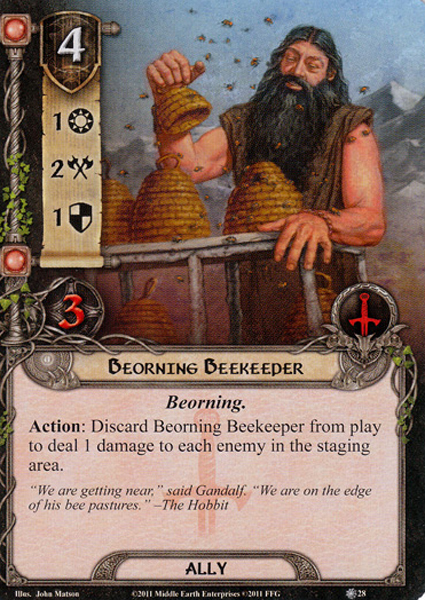 4
1
2
1
3
BEORNING BEEKEEPER
Beorning.
Action: Discard Beorning Beekeeper from play
to deal 1 damage to each enemy in the staging
area.
“We are getting near,” said Gandalf. “We are on the edge
of his bee pastures.” –The Hobbit
ALLY
Illus. John Matson
©2011 Middle Earth Enterprises ©2011 FFG
28